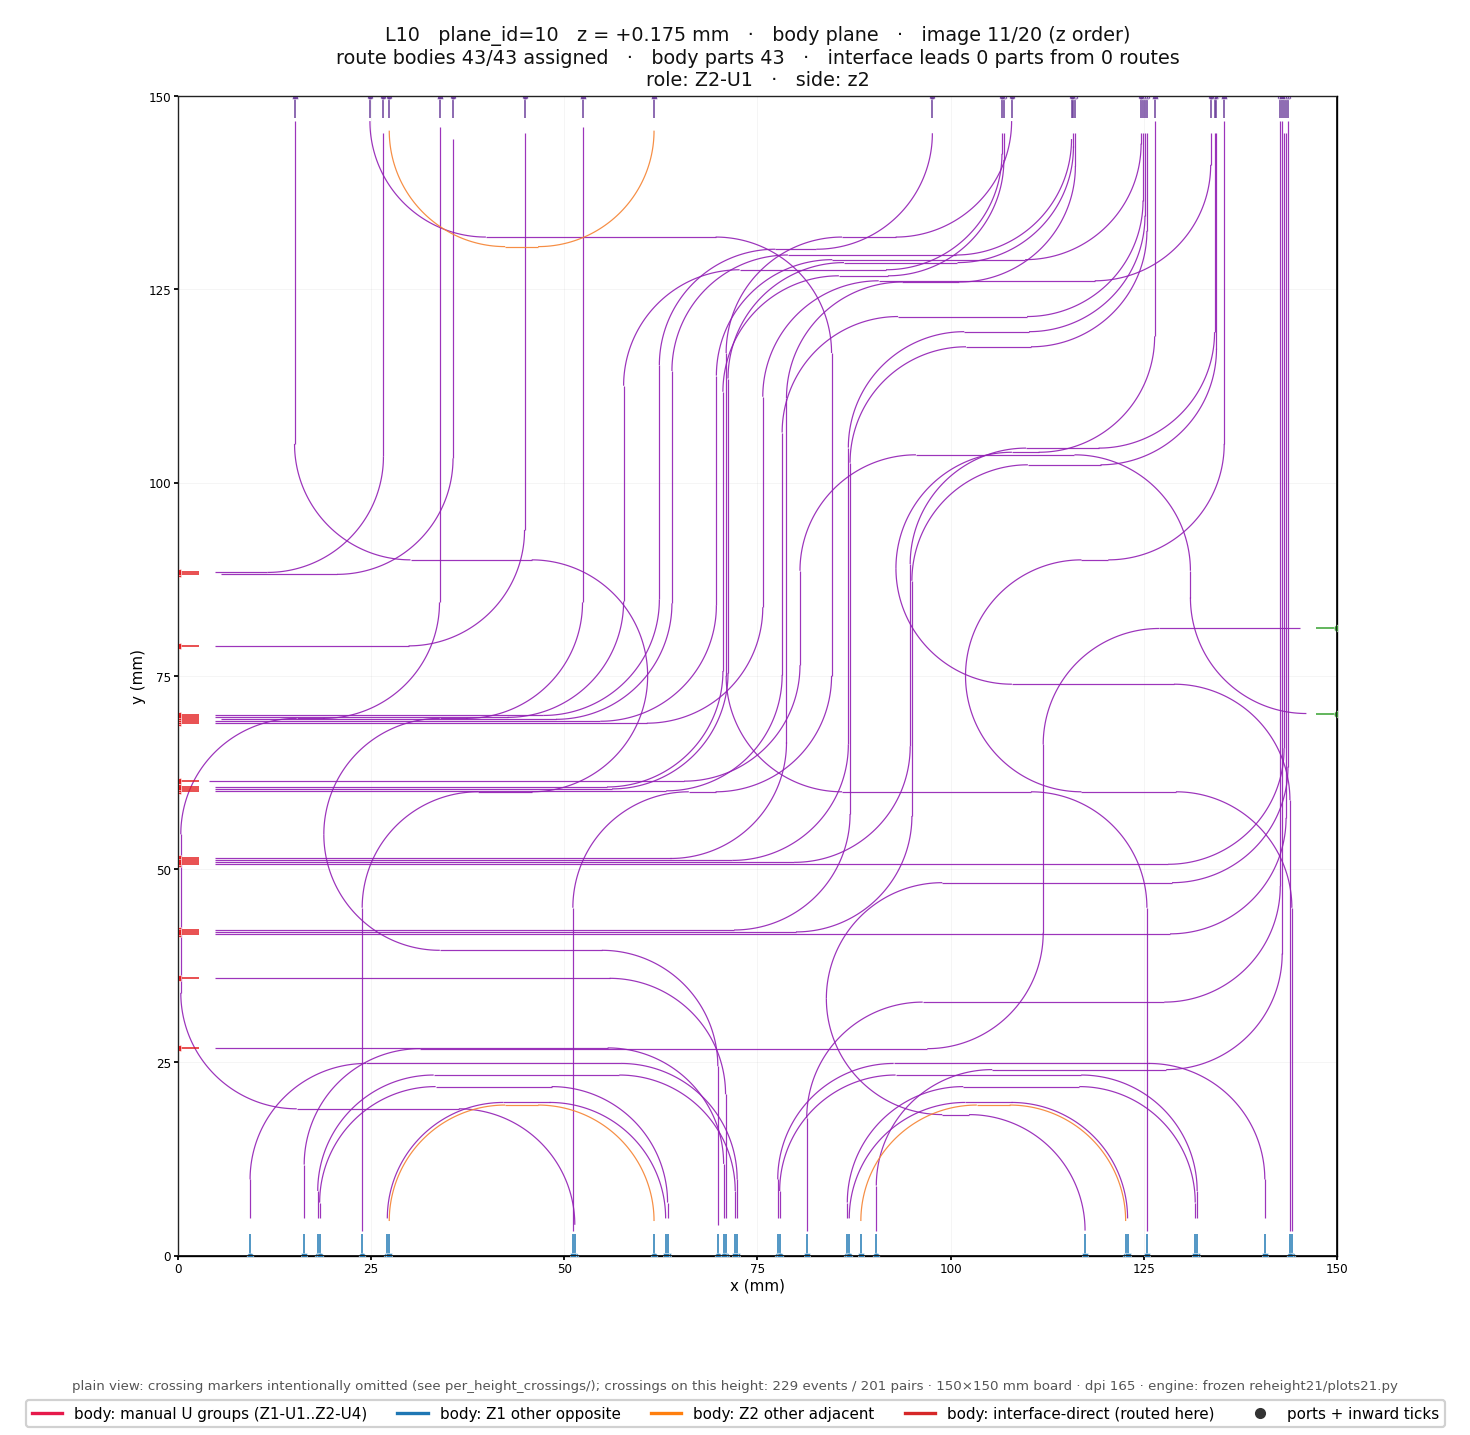 L10   plane_id=10   z = +0.175 mm   ·   body plane   ·   image 11/20 (z order)
route bodies 43/43 assigned   ·   body parts 43   ·   interface leads 0 parts from 0 routes
role: Z2-U1   ·   side: z2
150
125
100
75
50
25
0
y (mm)
0 25 50 75 100 125 150
x (mm)
plain view: crossing markers intentionally omitted (see per_height_crossings/); crossings on this height: 229 events / 201 pairs · 150×150 mm board · dpi 165 · engine: frozen reheight21/plots21.py
body: manual U groups (Z1-U1..Z2-U4) body: Z1 other opposite body: Z2 other adjacent body: interface-direct (routed here) ports + inward ticks